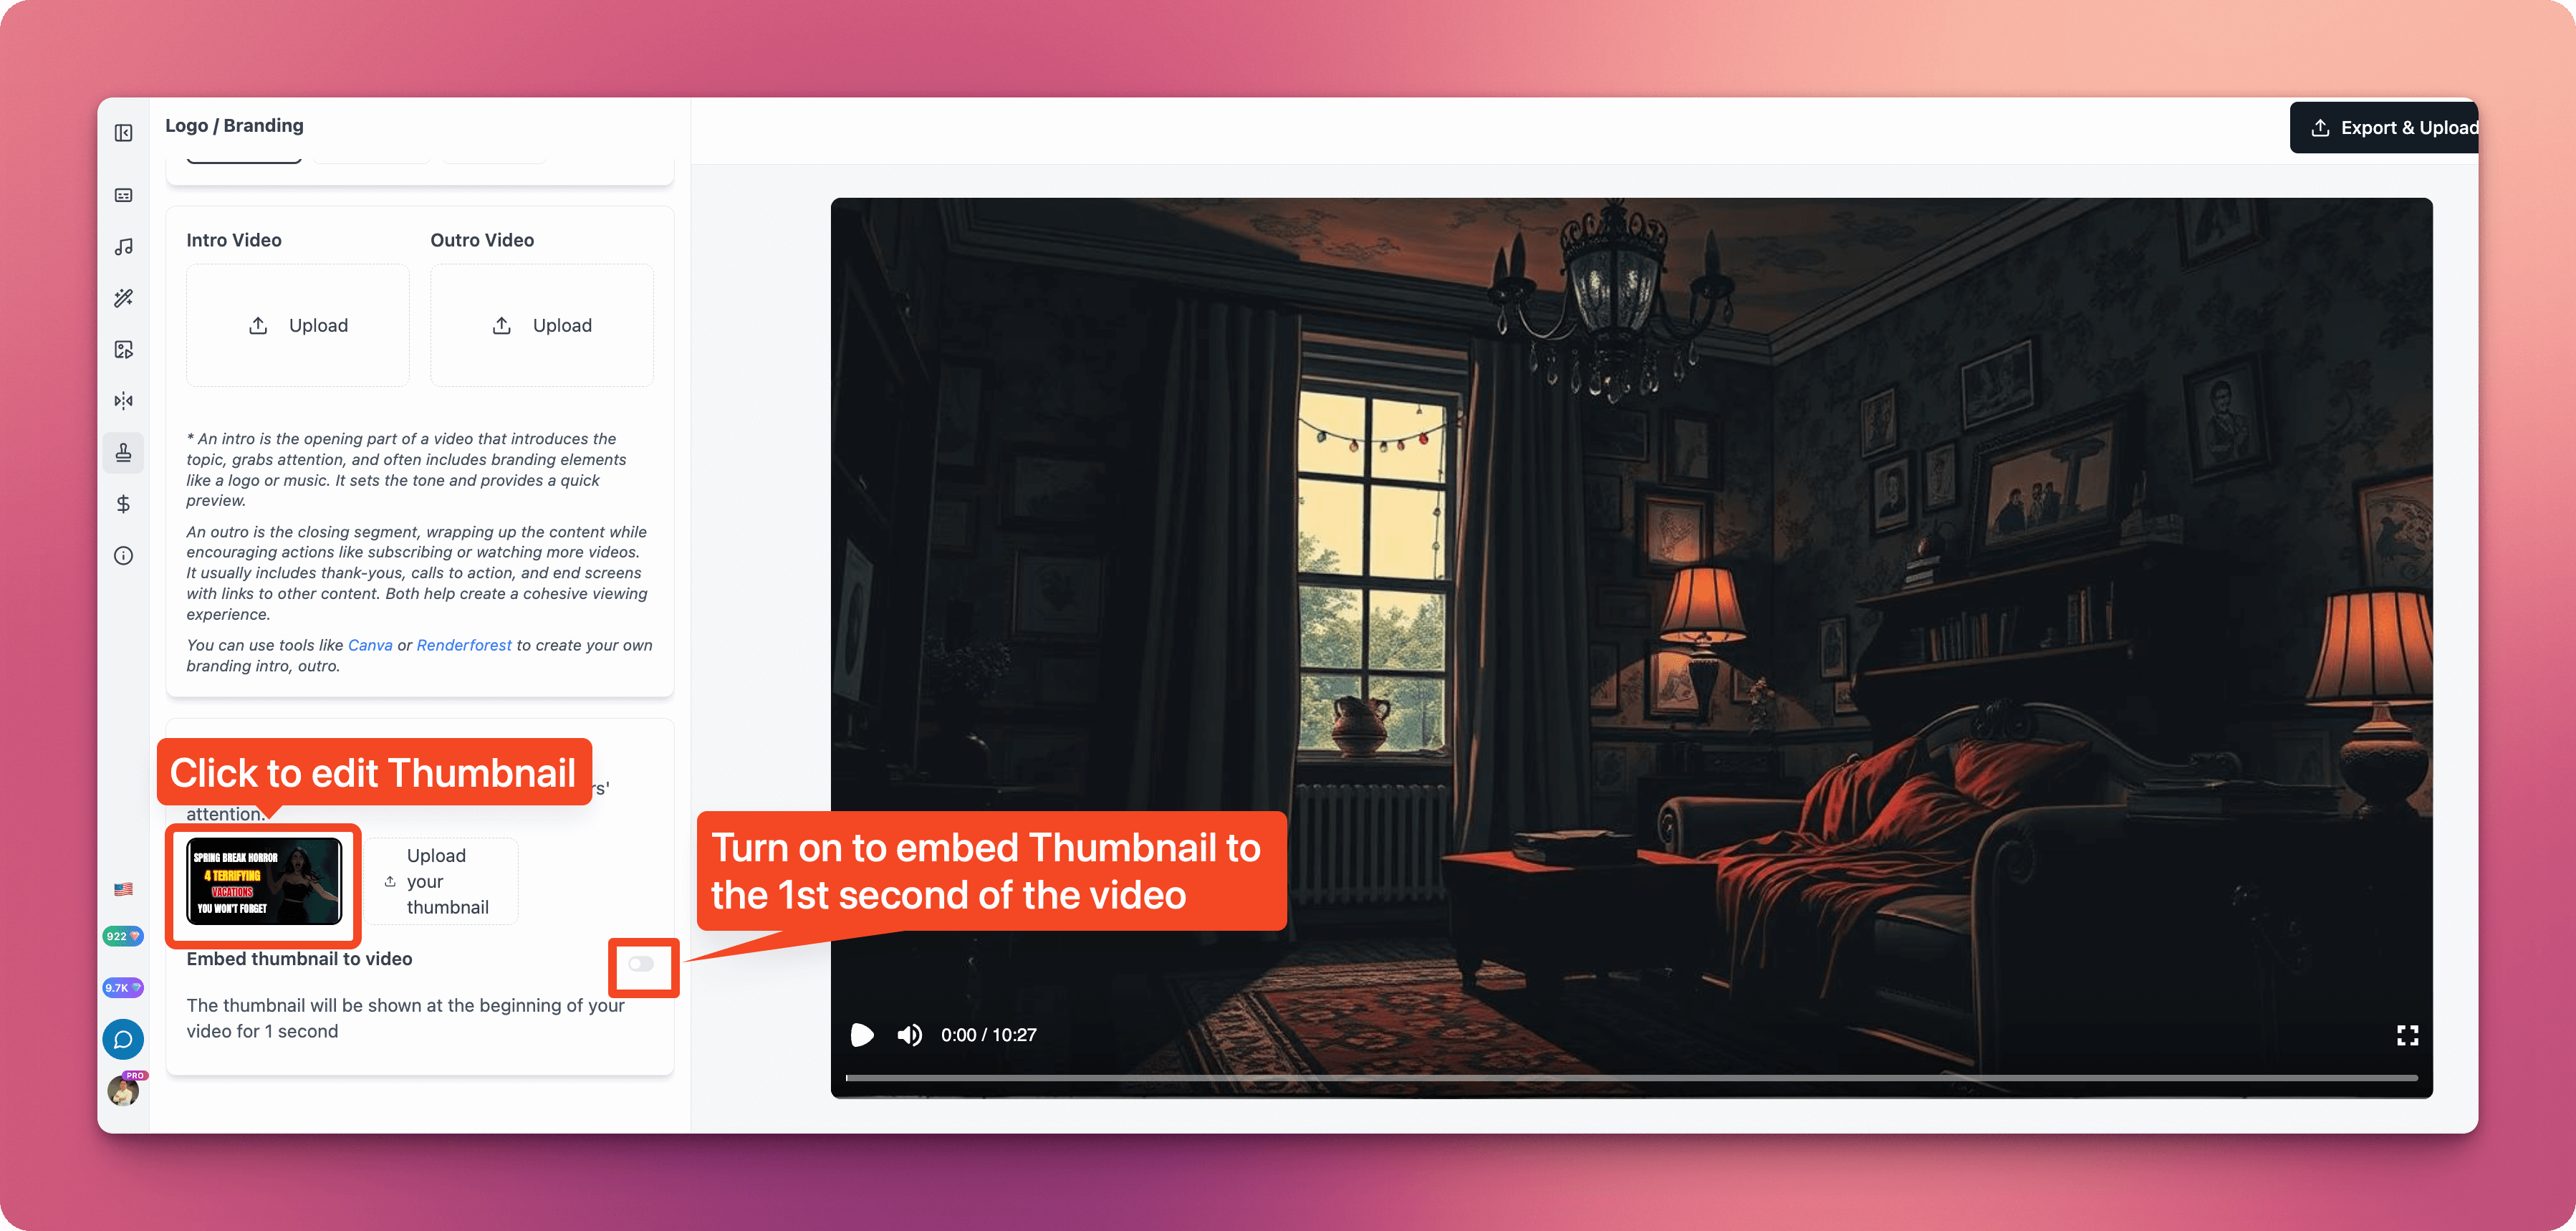 Logo / Branding
Export & Upload
Intro Video
Outro Video
Upload
Upload
* An intro is the opening part of a video that introduces the
topic, grabs attention, and often includes branding elements
like a logo or music. It sets the tone and provides a quick
preview.
An outro is the closing segment, wrapping up the content while
encouraging actions like subscribing or watching more videos.
It usually includes thank-yous, calls to action, and end screens
with links to other content. Both help create a cohesive viewing
experience.
You can use tools like Canva or Renderforest to create your own
branding intro, outro.
Click to edit Thumbnail
rs'
attention.
SPRING BREAK HORROR
4 TERRIFYING
VACATIONS
YOU WON'T FORGET
Upload
your
thumbnail
Turn on to embed Thumbnail to
the 1st second of the video
Embed thumbnail to video
The thumbnail will be shown at the beginning of your
video for 1 second
922
9.7K
PRO
0:00 / 10:27